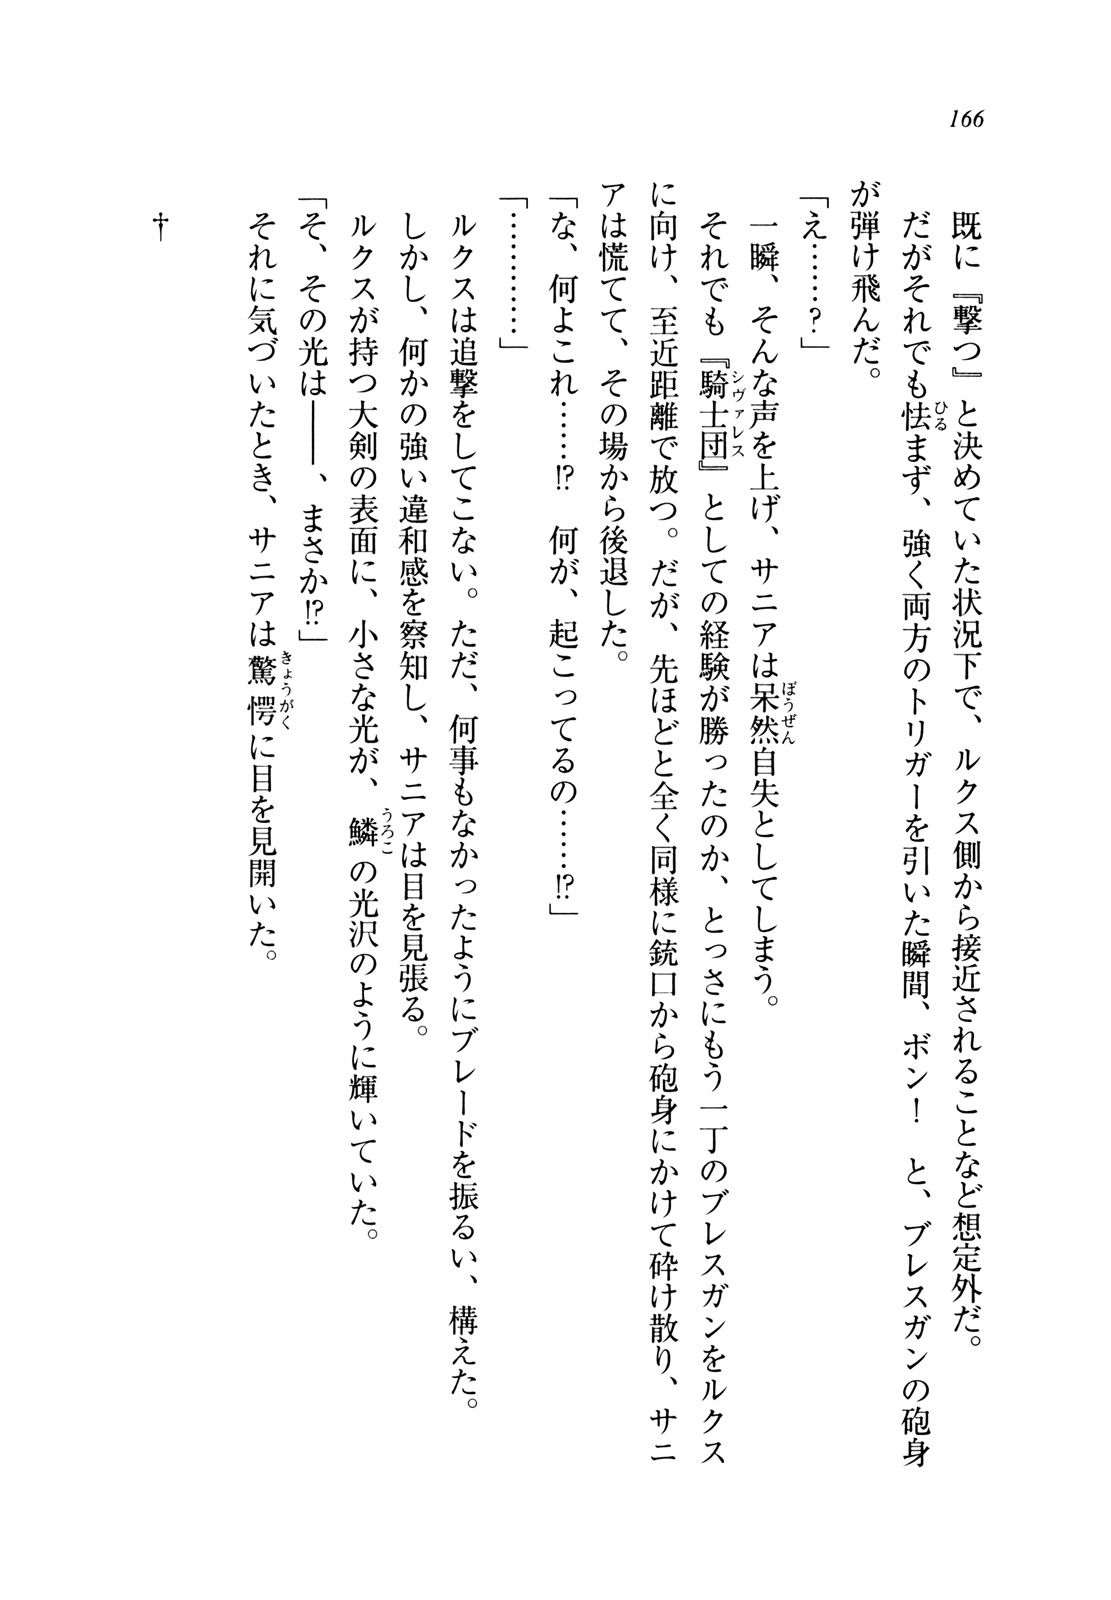 166
既に『撃つ』と決めていた状況下で、ルクス側から接近されることなど想定外だ。
だがそれでも怯まず、強く両方のトリガーを引いた瞬間、ボン！　と、ブレスガンの砲身
が弾け飛んだ。
「え……？」
一瞬、そんな声を上げ、サニアは呆然自失としてしまう。
それでも『騎士団』としての経験が勝ったのか、とっさにもう一丁のブレスガンをルクス
に向け、至近距離で放つ。だが、先ほどと全く同様に銃口から砲身にかけて砕け散り、サニ
アは慌てて、その場から後退した。
「な、何よこれ……!?　何が、起こってるの……!?」
「…………」
ルクスは追撃をしてこない。ただ、何事もなかったようにブレードを振るい、構えた。
しかし、何かの強い違和感を察知し、サニアは目を見張る。
ルクスが持つ大剣の表面に、小さな光が、鱗の光沢のように輝いていた。
「そ、その光は――、まさか!?」
それに気づいたとき、サニアは驚愕に目を見開いた。
†